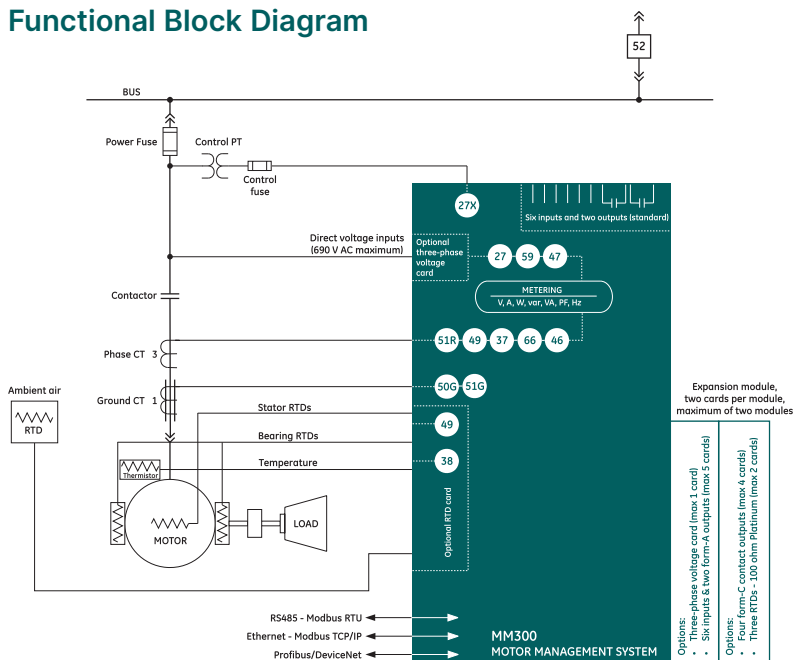 Functional Block Diagram
52
BUS
Power Fuse
Control PT
Control
fuse
27X
Six inputs and two outputs (standard)
Direct voltage inputs
(690 V AC maximum)
Optional
three-phase
voltage
card
27 59 47
METERING
V, A, W, var, VA, PF, Hz
Contactor
51R 49 37 66 46
Phase CT 3
50G 51G
Ground CT 1
Ambient air
RTD
Stator RTDs
49
Bearing RTDs
Temperature
38
Thermistor
Optional RTD card
MOTOR
LOAD
Expansion module,
two cards per module,
maximum of two modules
Options:
• Three-phase voltage card (max 1 card)
• Six inputs & two form-A outputs (max 5 cards)
Options:
• Four form-C contact outputs (max 4 cards)
• Three RTDs - 100 ohm Platinum (max 2 cards)
RS485 - Modbus RTU
Ethernet - Modbus TCP/IP
Profibus/DeviceNet
MM300
MOTOR MANAGEMENT SYSTEM